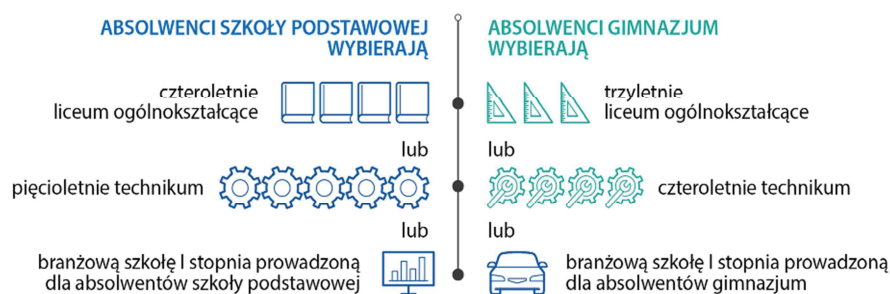 ABSOLWENCI SZKOŁY PODSTAWOWEJ
WYBIERAJĄ
czteroletnie
liceum ogólnokształcące
lub
pięcioletnie technikum
lub
branżową szkołę I stopnia prowadzoną
dla absolwentów szkoły podstawowej
ABSOLWENCI GIMNAZJUM
WYBIERAJĄ
trzyletnie
liceum ogólnokształcące
lub
czteroletnie technikum
lub
branżową szkołę I stopnia prowadzoną
dla absolwentów gimnazjum